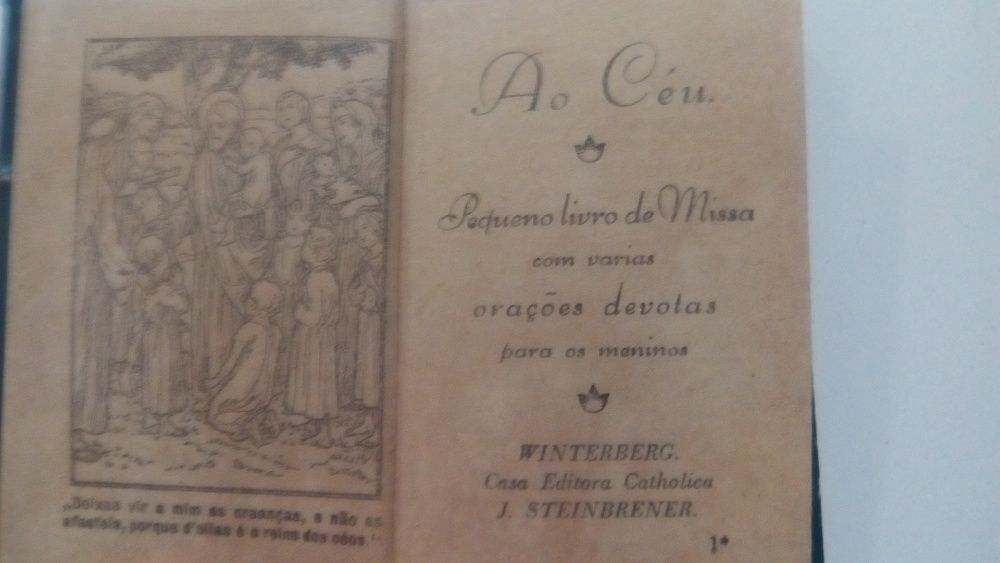 „Deixae vir a mim as creanças, e não as
afasteis, porque d'ellas é o reino dos céos."
Ao Céu.
Pequeno livro de Missa
com varias
orações devotas
para os meninos
WINTERBERG.
Casa Editora Catholica
J. STEINBRENER.
1*